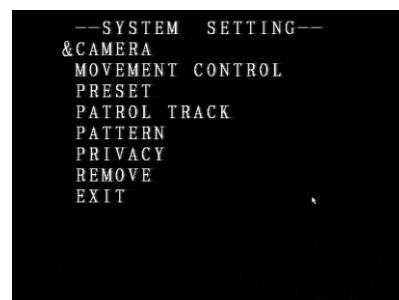 --SYSTEM SETTING--
&CAMERA
MOVEMENT CONTROL
PRESET
PATROL TRACK
PATTERN
PRIVACY
REMOVE
EXIT